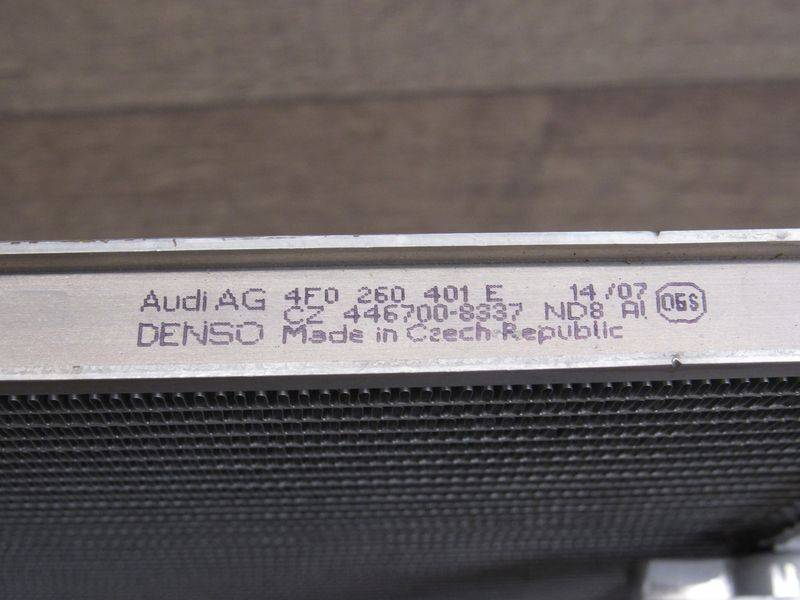 Audi AG 4F0 260 401 E 14/07
CZ 446700-8337 ND8 Al
DENSO Made in Czech Republic